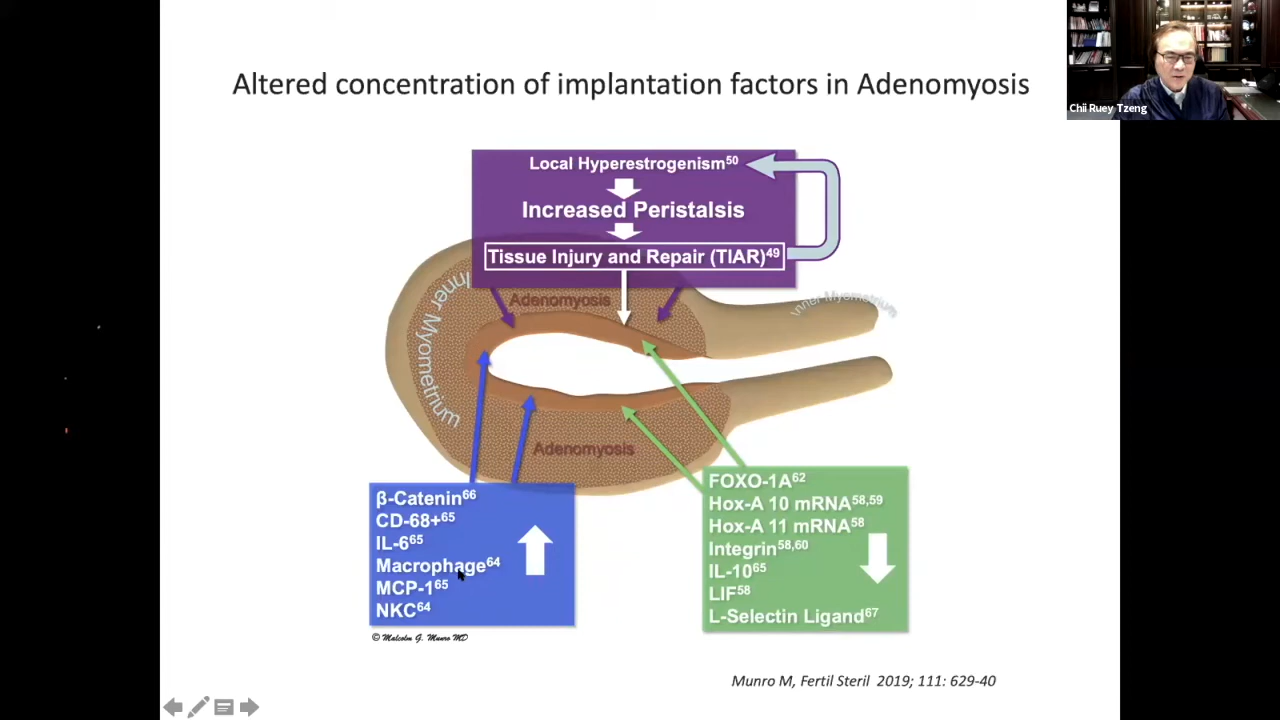 Chii Ruey Tzeng
Altered concentration of implantation factors in Adenomyosis
Local Hyperestrogenism50
Increased Peristalsis
Tissue Injury and Repair (TIAR)49
Adenomyosis
Inner Myometrium
Inner Myometrium
Adenomyosis
β-Catenin66
CD-68+65
IL-665
Macrophage64
MCP-165
NKC64
FOXO-1A62
Hox-A 10 mRNA58,59
Hox-A 11 mRNA58
Integrin58,60
IL-1065
LIF58
L-Selectin Ligand67
© Malcolm G. Munro MD
Munro M, Fertil Steril 2019; 111: 629-40